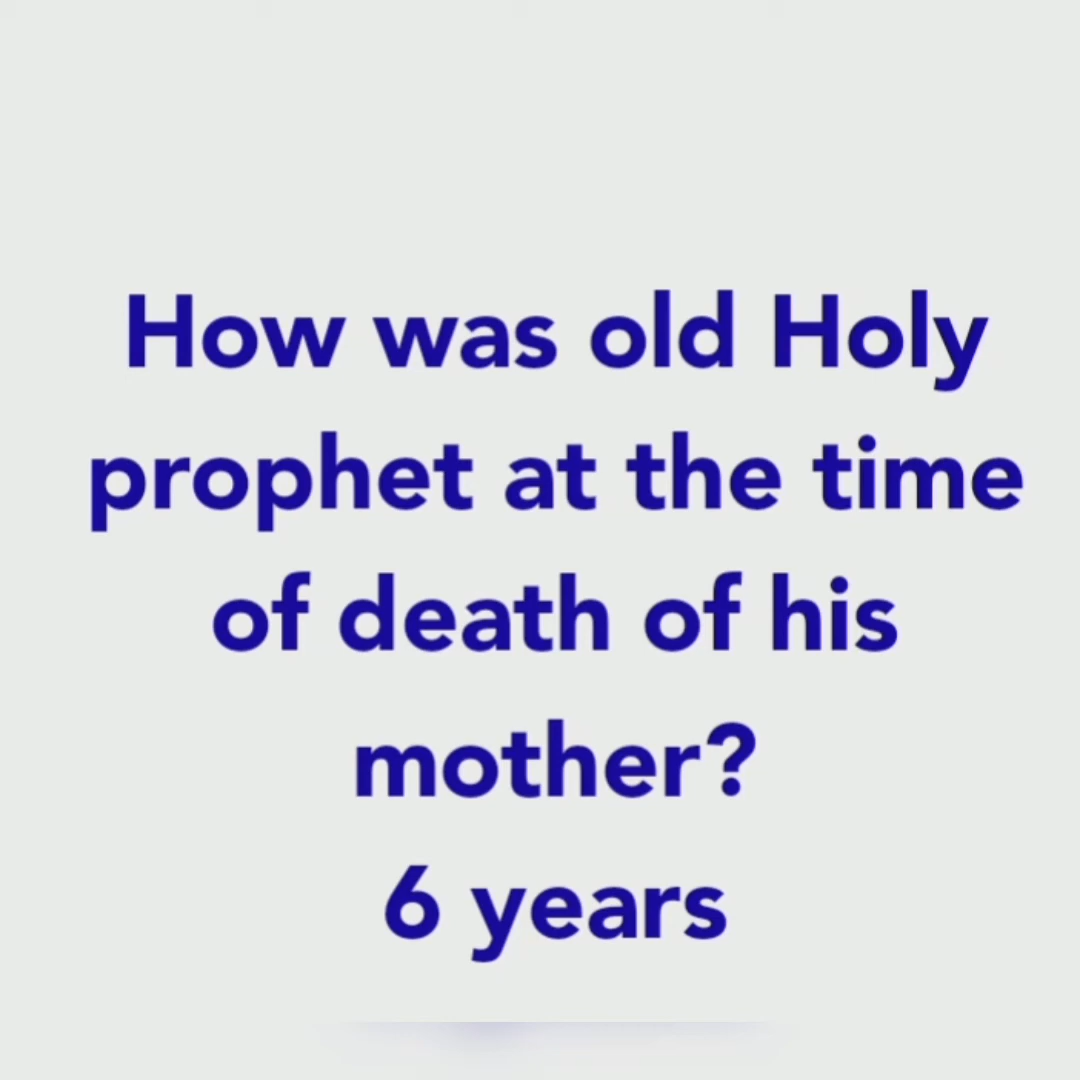 How was old Holy
prophet at the time
of death of his
mother?
6 years